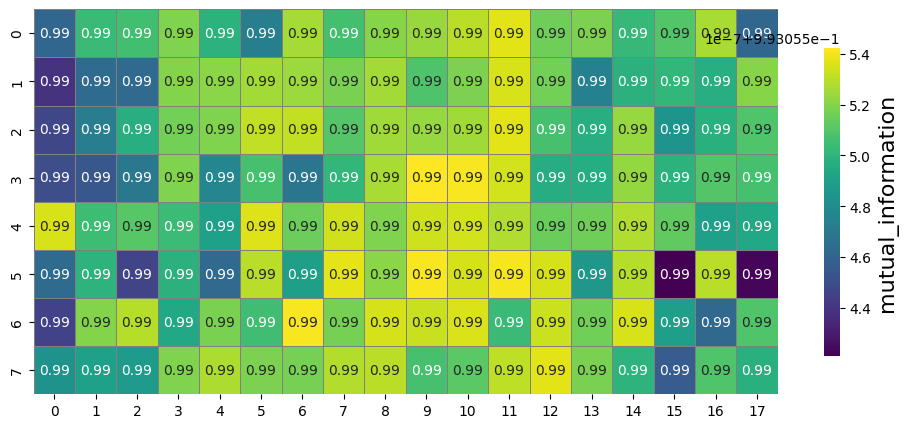 0 0.99 0.99 0.99 0.99 0.99 0.99 0.99 0.99 0.99 0.99 0.99 0.99 0.99 0.99 0.99 0.99 0.99 0.99
1e−7+9.93055e−1
1 0.99 0.99 0.99 0.99 0.99 0.99 0.99 0.99 0.99 0.99 0.99 0.99 0.99 0.99 0.99 0.99 0.99 0.99
2 0.99 0.99 0.99 0.99 0.99 0.99 0.99 0.99 0.99 0.99 0.99 0.99 0.99 0.99 0.99 0.99 0.99 0.99
3 0.99 0.99 0.99 0.99 0.99 0.99 0.99 0.99 0.99 0.99 0.99 0.99 0.99 0.99 0.99 0.99 0.99 0.99
4 0.99 0.99 0.99 0.99 0.99 0.99 0.99 0.99 0.99 0.99 0.99 0.99 0.99 0.99 0.99 0.99 0.99 0.99
5 0.99 0.99 0.99 0.99 0.99 0.99 0.99 0.99 0.99 0.99 0.99 0.99 0.99 0.99 0.99 0.99 0.99 0.99
6 0.99 0.99 0.99 0.99 0.99 0.99 0.99 0.99 0.99 0.99 0.99 0.99 0.99 0.99 0.99 0.99 0.99 0.99
7 0.99 0.99 0.99 0.99 0.99 0.99 0.99 0.99 0.99 0.99 0.99 0.99 0.99 0.99 0.99 0.99 0.99 0.99
0 1 2 3 4 5 6 7 8 9 10 11 12 13 14 15 16 17
5.4
5.2
5.0
4.8
4.6
4.4
mutual_information